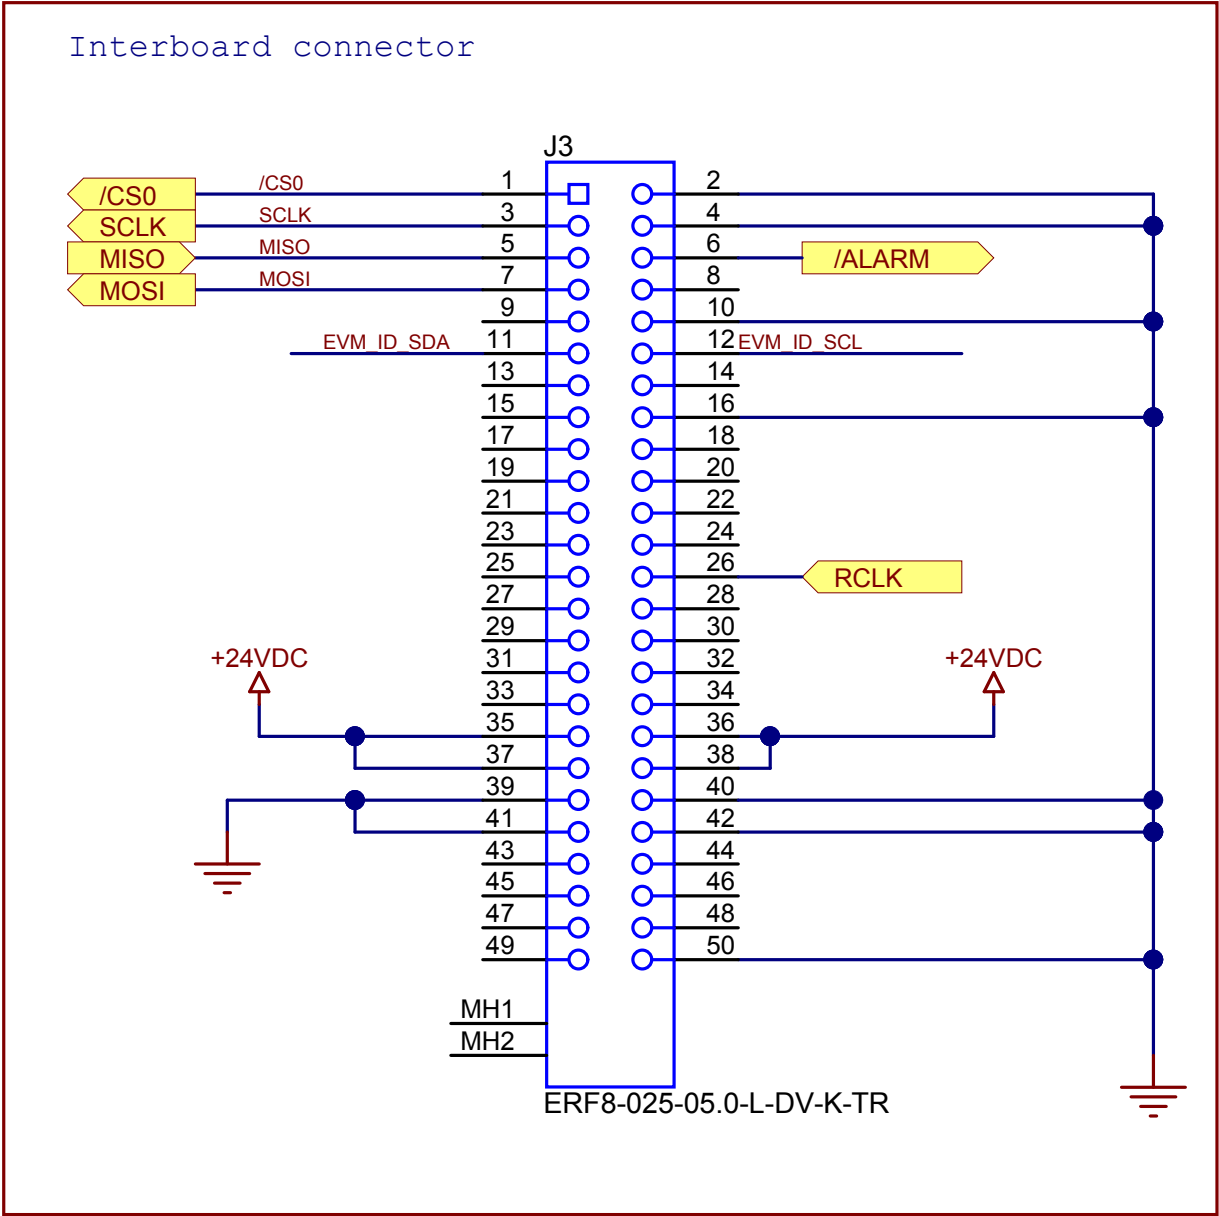 Interboard connector
J3
/CS0 /CS0 1 2
SCLK SCLK 3 4
MISO MISO 5 6 /ALARM
MOSI MOSI 7 8
9 10
EVM_ID_SDA 11 12 EVM_ID_SCL
13 14
15 16
17 18
19 20
21 22
23 24
25 26 RCLK
27 28
29 30
+24VDC 31 32 +24VDC
33 34
35 36
37 38
39 40
41 42
43 44
45 46
47 48
49 50
MH1
MH2
ERF8-025-05.0-L-DV-K-TR